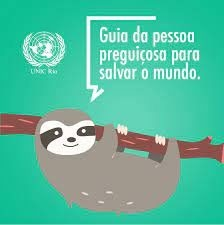 UNIC Rio
Guia da pessoa
preguiçosa para
salvar o mundo.